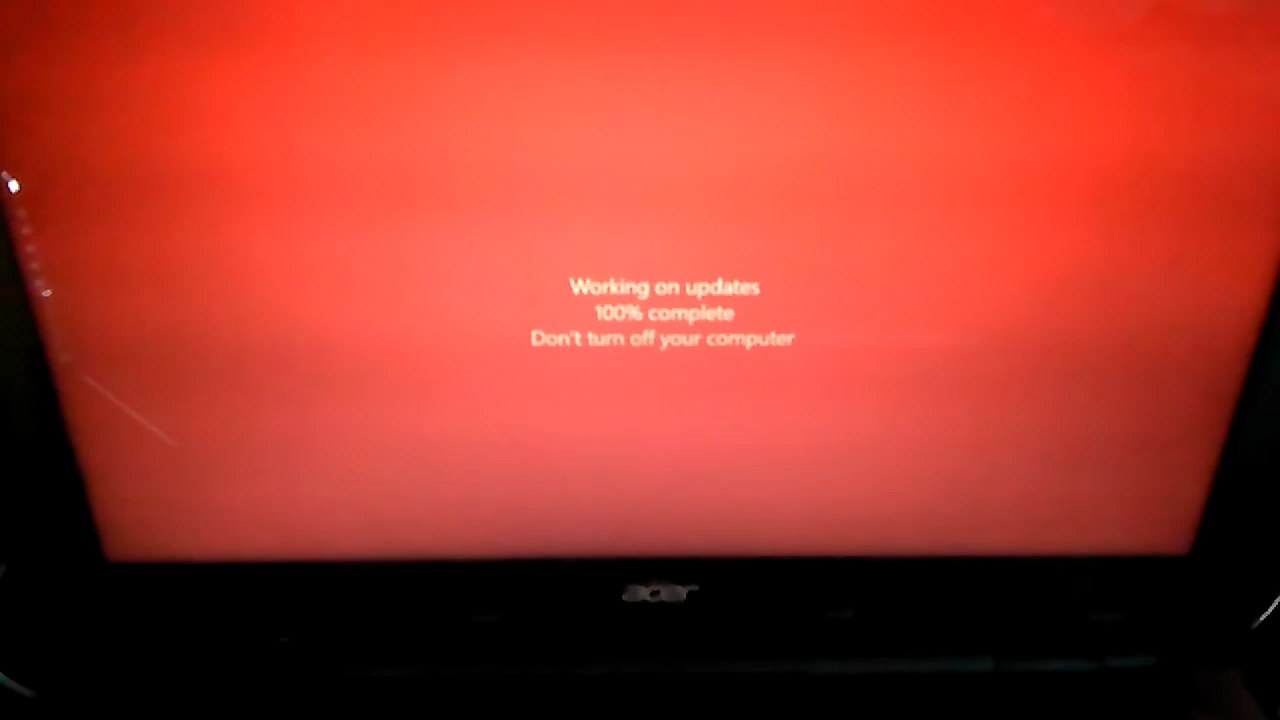 Working on updates
100% complete
Don't turn off your computer
acer